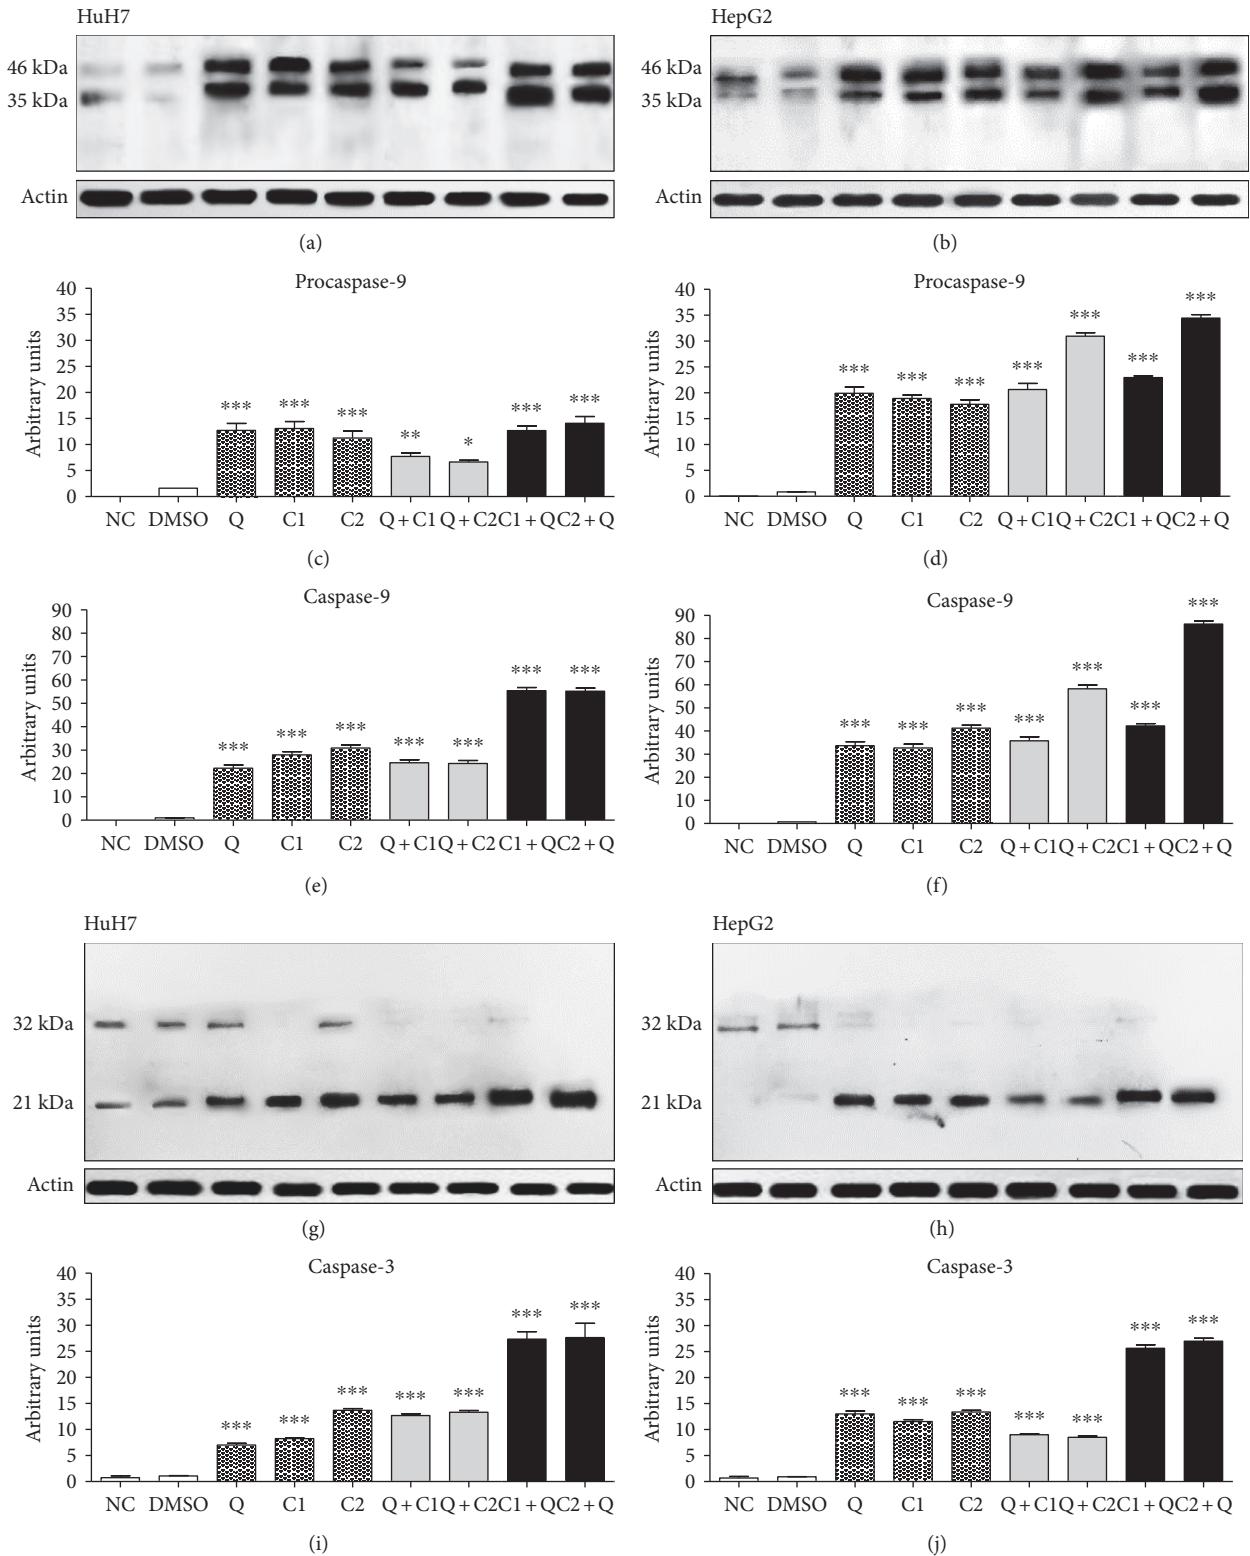 HuH7
46 kDa
35 kDa
Actin
(a)
HepG2
46 kDa
35 kDa
Actin
(b)
Procaspase-9
Arbitrary units
40
35
30
25
20
15
10
5
0
*** *** *** ** * *** ***
NC DMSO Q C1 C2 Q + C1 Q + C2 C1 + Q C2 + Q
(c)
Procaspase-9
Arbitrary units
40
35
30
25
20
15
10
5
0
*** *** *** *** *** *** ***
NC DMSO Q C1 C2 Q + C1 Q + C2 C1 + Q C2 + Q
(d)
Caspase-9
Arbitrary units
90
80
70
60
50
40
30
20
10
0
*** *** *** *** *** *** ***
NC DMSO Q C1 C2 Q + C1 Q + C2 C1 + Q C2 + Q
(e)
Caspase-9
Arbitrary units
90
80
70
60
50
40
30
20
10
0
*** *** *** *** *** *** ***
NC DMSO Q C1 C2 Q + C1 Q + C2 C1 + Q C2 + Q
(f)
HuH7
32 kDa
21 kDa
Actin
(g)
HepG2
32 kDa
21 kDa
Actin
(h)
Caspase-3
Arbitrary units
40
35
30
25
20
15
10
5
0
*** *** *** *** *** *** ***
NC DMSO Q C1 C2 Q + C1 Q + C2 C1 + Q C2 + Q
(i)
Caspase-3
Arbitrary units
40
35
30
25
20
15
10
5
0
*** *** *** *** *** *** ***
NC DMSO Q C1 C2 Q + C1 Q + C2 C1 + Q C2 + Q
(j)